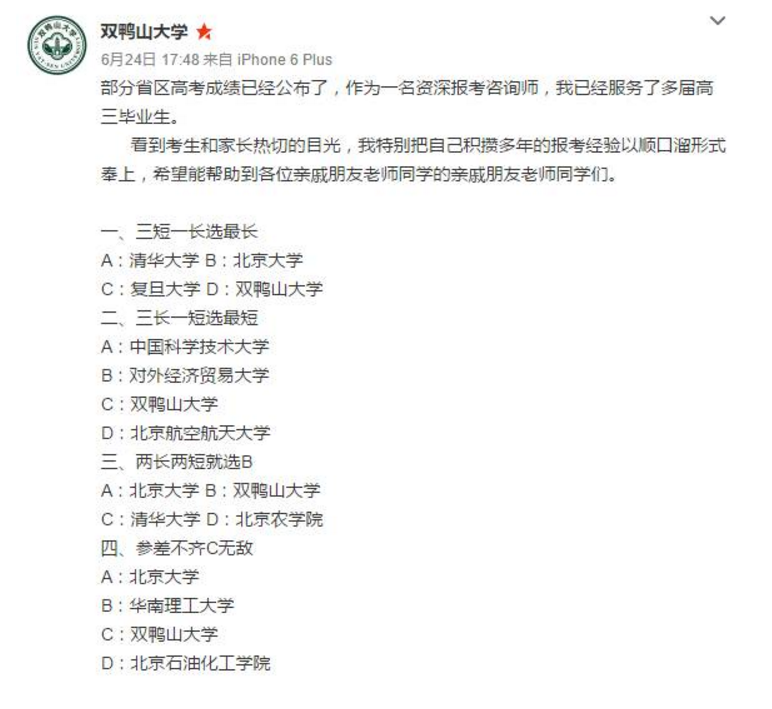 双鸭山大学
6月24日 17:48 来自 iPhone 6 Plus
部分省区高考成绩已经公布了，作为一名资深报考咨询师，我已经服务了多届高
三毕业生。
看到考生和家长热切的目光，我特别把自己积攒多年的报考经验以顺口溜形式
奉上，希望能帮助到各位亲戚朋友老师同学的亲戚朋友老师同学们。
一、三短一长选最长
A：清华大学 B：北京大学
C：复旦大学 D：双鸭山大学
二、三长一短选最短
A：中国科学技术大学
B：对外经济贸易大学
C：双鸭山大学
D：北京航空航天大学
三、两长两短就选B
A：北京大学 B：双鸭山大学
C：清华大学 D：北京农学院
四、参差不齐C无敌
A：北京大学
B：华南理工大学
C：双鸭山大学
D：北京石油化工学院